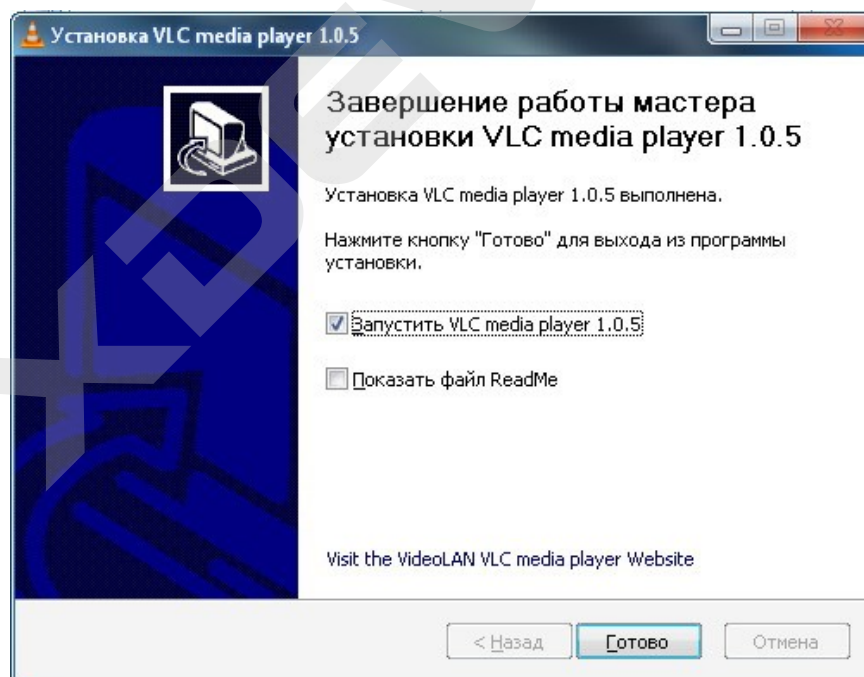 Установка VLC media player 1.0.5
Завершение работы мастера
установки VLC media player 1.0.5
Установка VLC media player 1.0.5 выполнена.
Нажмите кнопку "Готово" для выхода из программы
установки.
Запустить VLC media player 1.0.5
Показать файл ReadMe
Visit the VideoLAN VLC media player Website
< Назад
Готово
Отмена